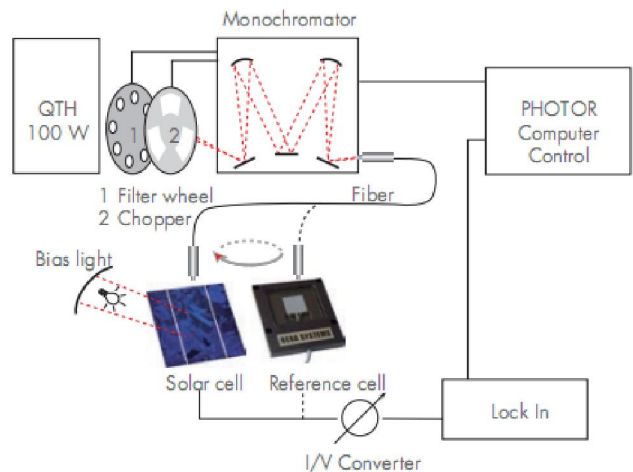 Monochromator
QTH
100 W
1
2
PHOTOR
Computer
Control
1 Filter wheel
2 Chopper
Fiber
Bias light
Solar cell
Reference cell
Lock In
I/V Converter